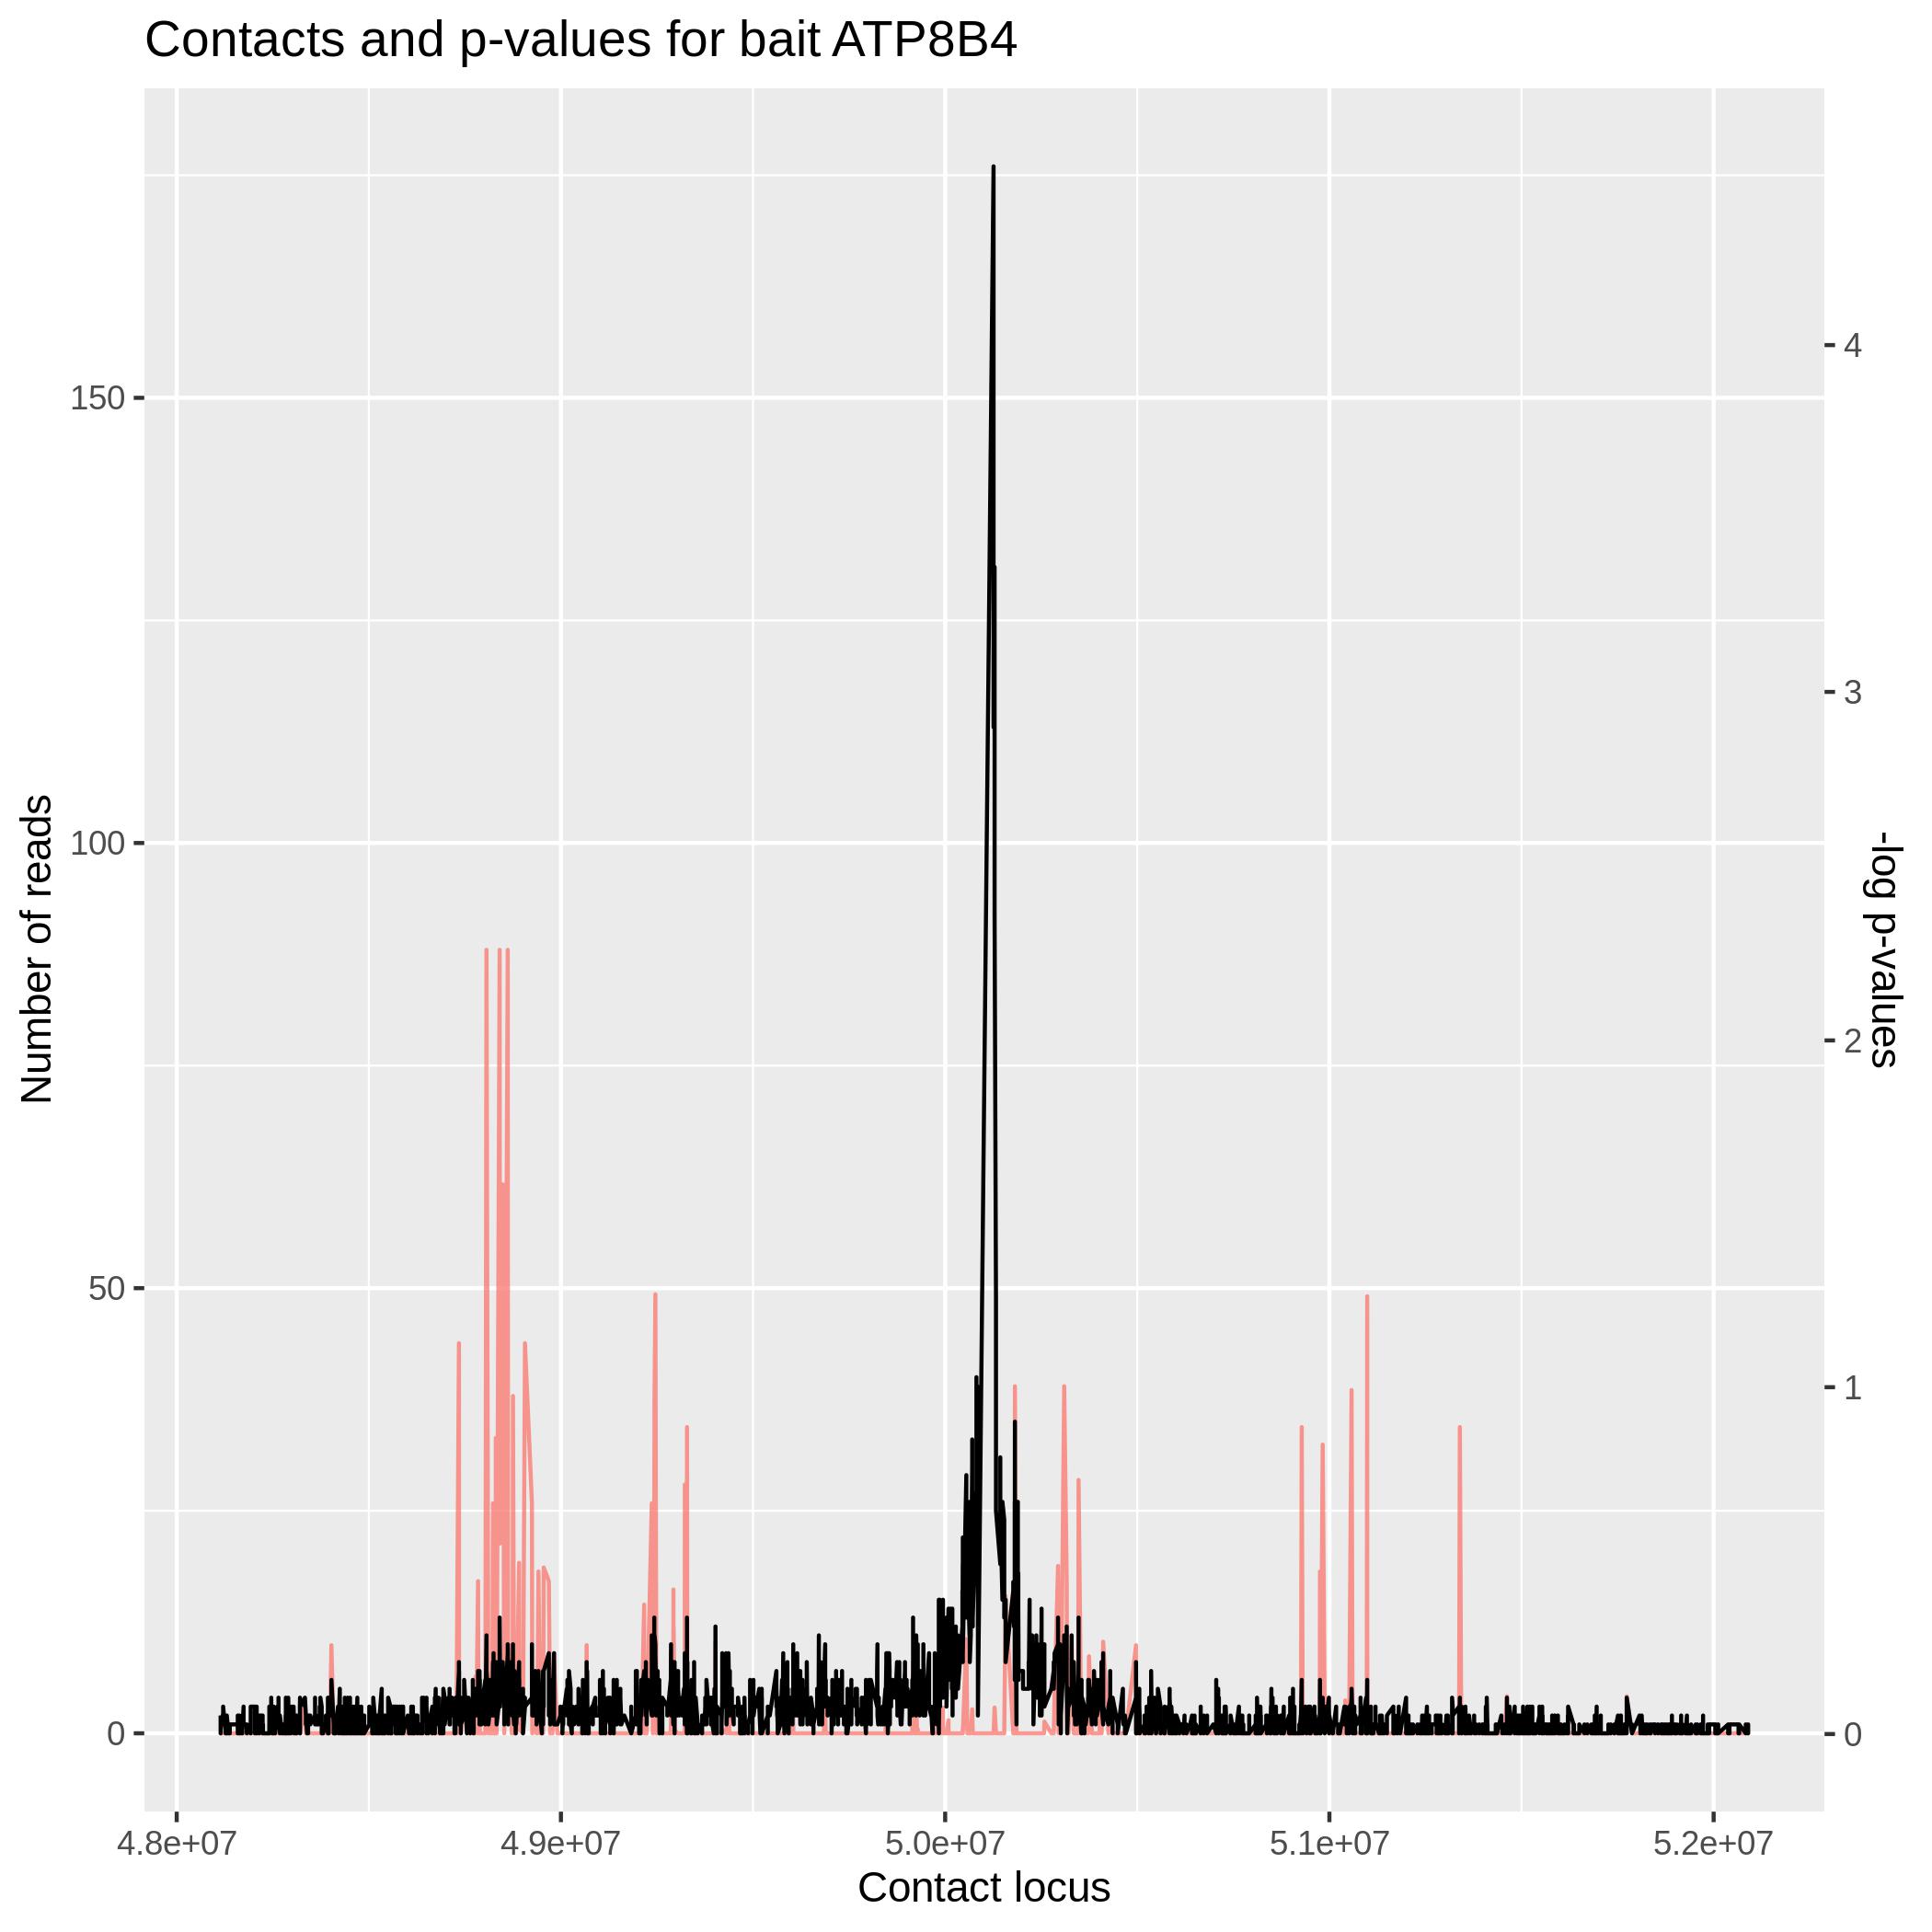 Contacts and p-values for bait ATP8B4
Number of reads
150
100
50
0
4
3
2
1
0
-log p-values
4.8e+07 4.9e+07 5.0e+07 5.1e+07 5.2e+07
Contact locus